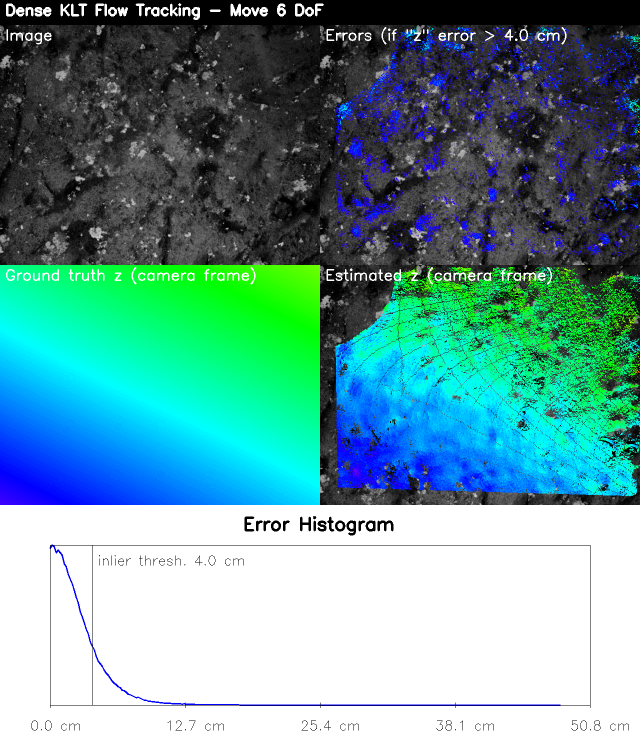 Dense KLT Flow Tracking - Move 6 DoF
Image
Errors (if "z" error > 4.0 cm)
Ground truth z (camera frame)
Estimated z (camera frame)
Error Histogram
inlier thresh. 4.0 cm
0.0 cm 12.7 cm 25.4 cm 38.1 cm 50.8 cm